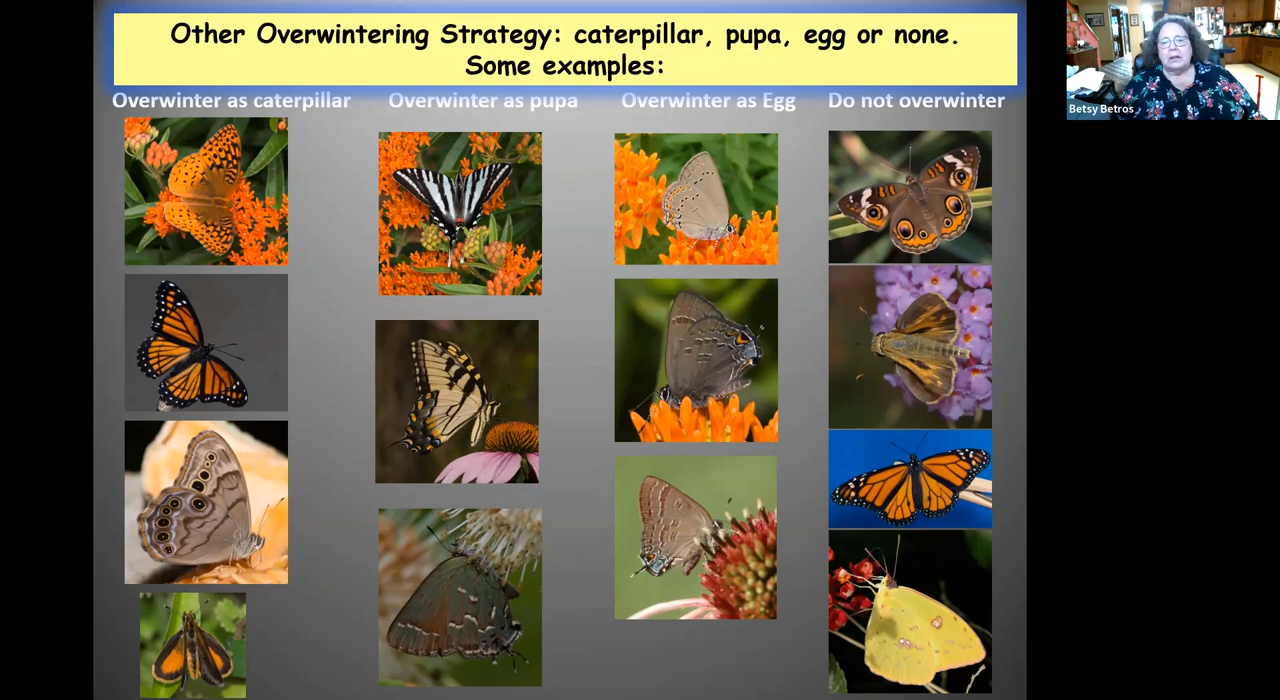 Other Overwintering Strategy: caterpillar, pupa, egg or none.
Some examples:
Overwinter as caterpillar
Overwinter as pupa
Overwinter as Egg
Do not overwinter
Betsy Betros